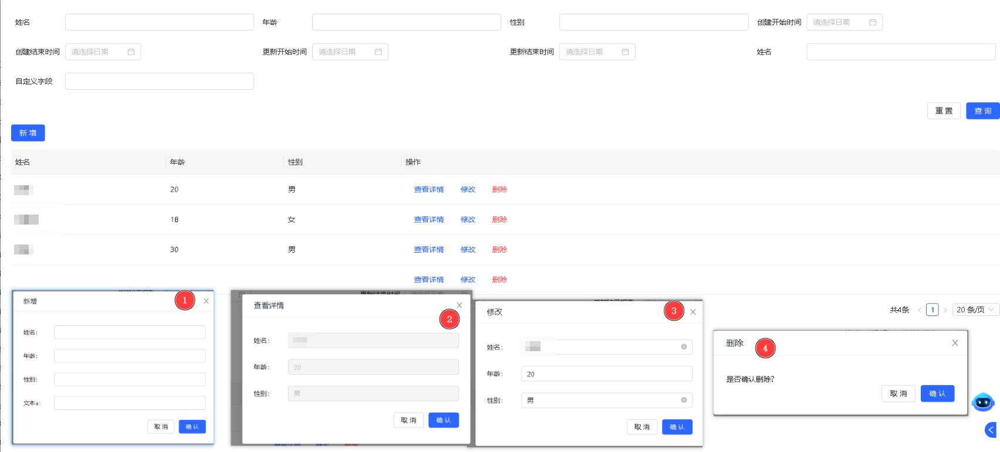 姓名 年龄 性别 创建开始时间 请选择日期
创建结束时间 请选择日期 更新开始时间 请选择日期 更新结束时间 请选择日期 姓名
自定义字段
重置 查询
新增
姓名 年龄 性别 操作
20 男 查看详情 修改 删除
18 女 查看详情 修改 删除
30 男 查看详情 修改 删除
查看详情 修改 删除
共4条 < 1 > 20 条/页
新增 1
姓名:
年龄:
性别:
文本a:
取消 确认
更新结束时间
查看详情 2
姓名:
年龄: 20
性别: 男
取消 确认
修改 3
姓名:
年龄: 20
性别: 男
取消 确认
删除 4
是否确认删除?
取消 确认